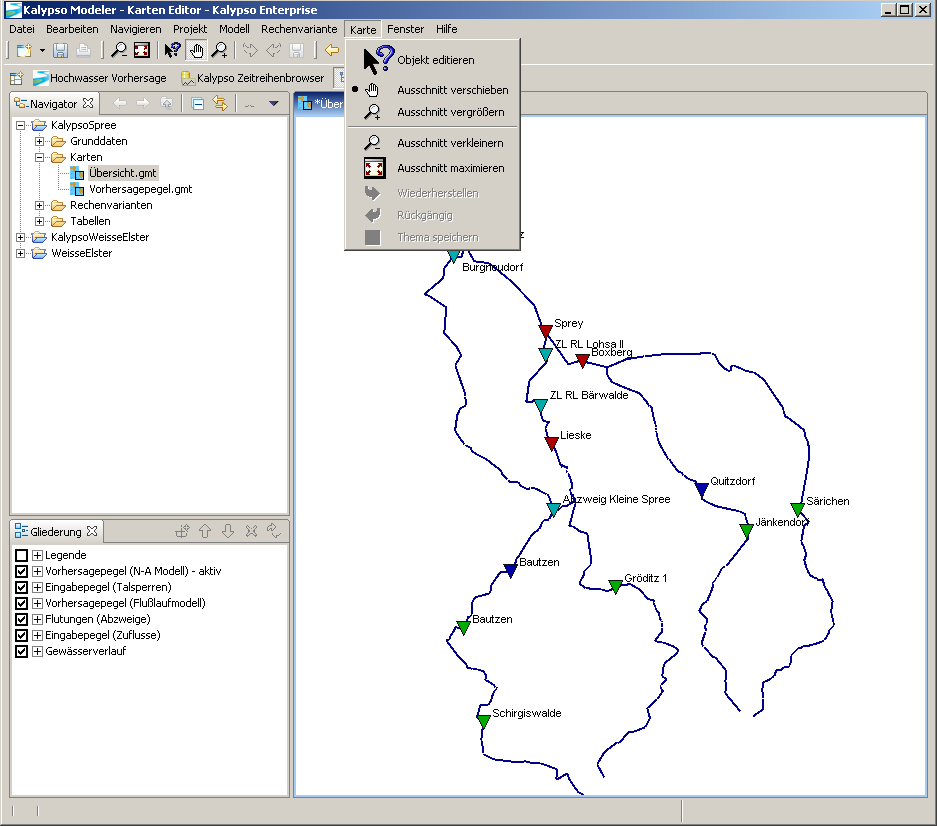 Kalypso Modeler - Karten Editor - Kalypso Enterprise
Datei Bearbeiten Navigieren Projekt Modell Rechenvariante Karte Fenster Hilfe
Hochwasser Vorhersage Kalypso Zeitreihenbrowser
Navigator
KalypsoSpree
Grunddaten
Karten
Übersicht.gmt
Vorhersagepegel.gmt
Rechenvarianten
Tabellen
KalypsoWeisseElster
WeisseElster
Gliederung
Legende
Vorhersagepegel (N-A Modell) - aktiv
Eingabepegel (Talsperren)
Vorhersagepegel (Flußlaufmodell)
Flutungen (Abzweige)
Eingabepegel (Zuflusse)
Gewässerverlauf
Objekt editieren
Ausschnitt verschieben
Ausschnitt vergrößern
Ausschnitt verkleinern
Ausschnitt maximieren
Wiederherstellen
Rückgängig
Thema speichern
Burgneudorf
Sprey
ZL RL Lohsa II
Boxberg
ZL RL Bärwalde
Lieske
Quitzdorf
Abzweig Kleine Spree
Särichen
Jänkendorf
Bautzen
Gröditz 1
Bautzen
Schirgiswalde